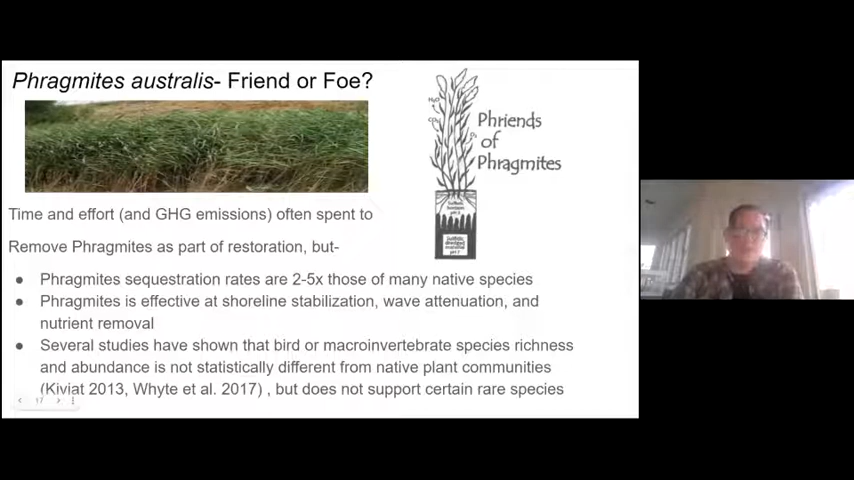 Phragmites australis- Friend or Foe?
Phriends
of
Phragmites
Time and effort (and GHG emissions) often spent to
Remove Phragmites as part of restoration, but-
● Phragmites sequestration rates are 2-5x those of many native species
● Phragmites is effective at shoreline stabilization, wave attenuation, and
nutrient removal
● Several studies have shown that bird or macroinvertebrate species richness
and abundance is not statistically different from native plant communities
(Kiviat 2013, Whyte et al. 2017) , but does not support certain rare species
17